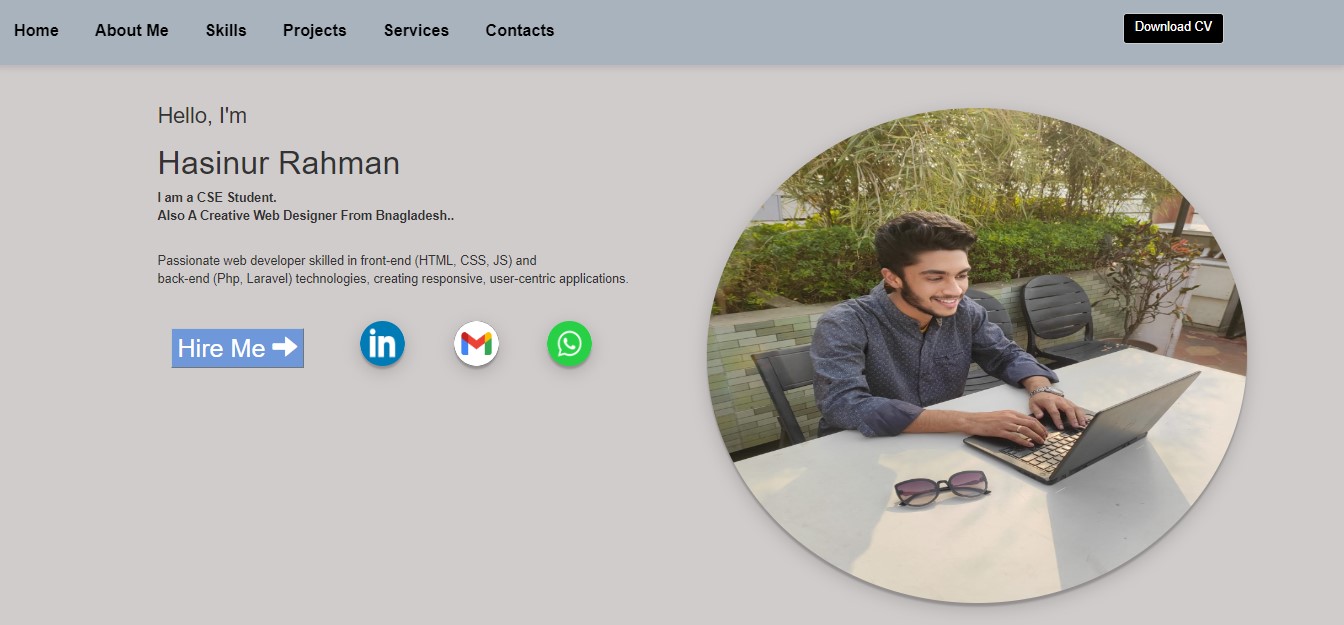 Home About Me Skills Projects Services Contacts Download CV
Hello, I'm
Hasinur Rahman
I am a CSE Student.
Also A Creative Web Designer From Bnagladesh..
Passionate web developer skilled in front-end (HTML, CSS, JS) and
back-end (Php, Laravel) technologies, creating responsive, user-centric applications.
Hire Me
in